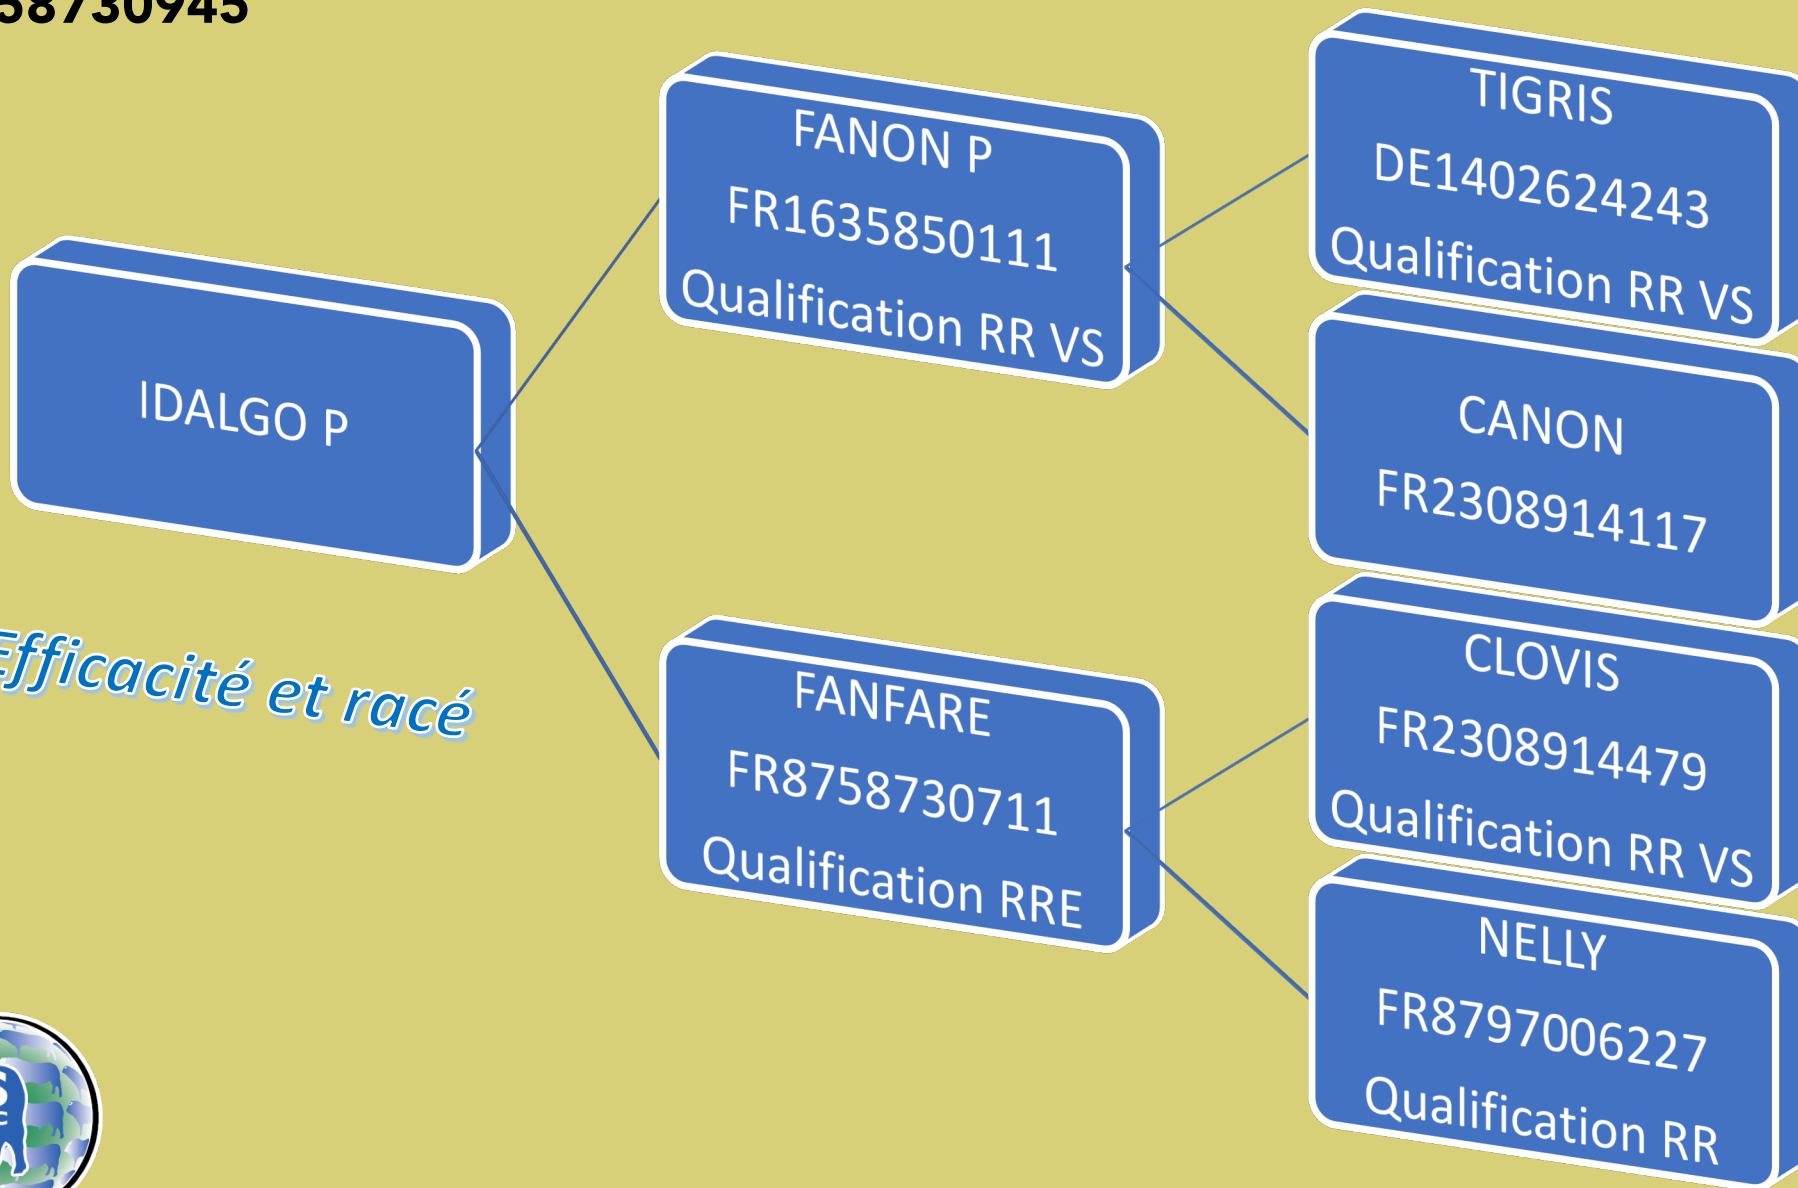 58730945
IDALGO P
Efficacité et racé
FANON P
FR1635850111
Qualification RR VS
FANFARE
FR8758730711
Qualification RRE
TIGRIS
DE1402624243
Qualification RR VS
CANON
FR2308914117
CLOVIS
FR2308914479
Qualification RR VS
NELLY
FR8797006227
Qualification RR